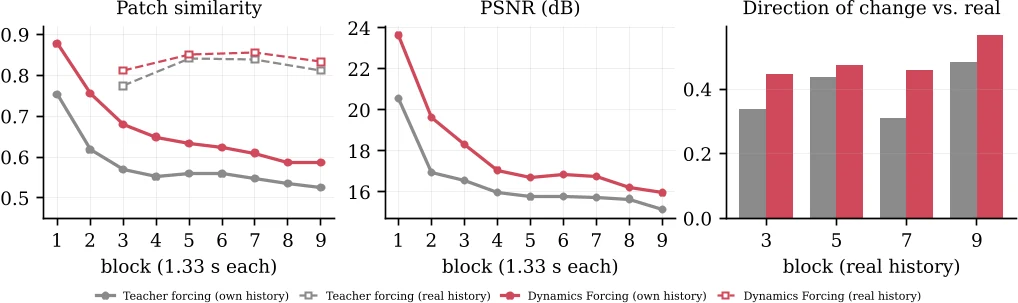 Patch similarity
0.9
0.8
0.7
0.6
0.5
1 2 3 4 5 6 7 8 9
block (1.33 s each)
PSNR (dB)
24
22
20
18
16
1 2 3 4 5 6 7 8 9
block (1.33 s each)
Direction of change vs. real
0.4
0.2
0.0
3 5 7 9
block (real history)
Teacher forcing (own history) Teacher forcing (real history) Dynamics Forcing (own history) Dynamics Forcing (real history)